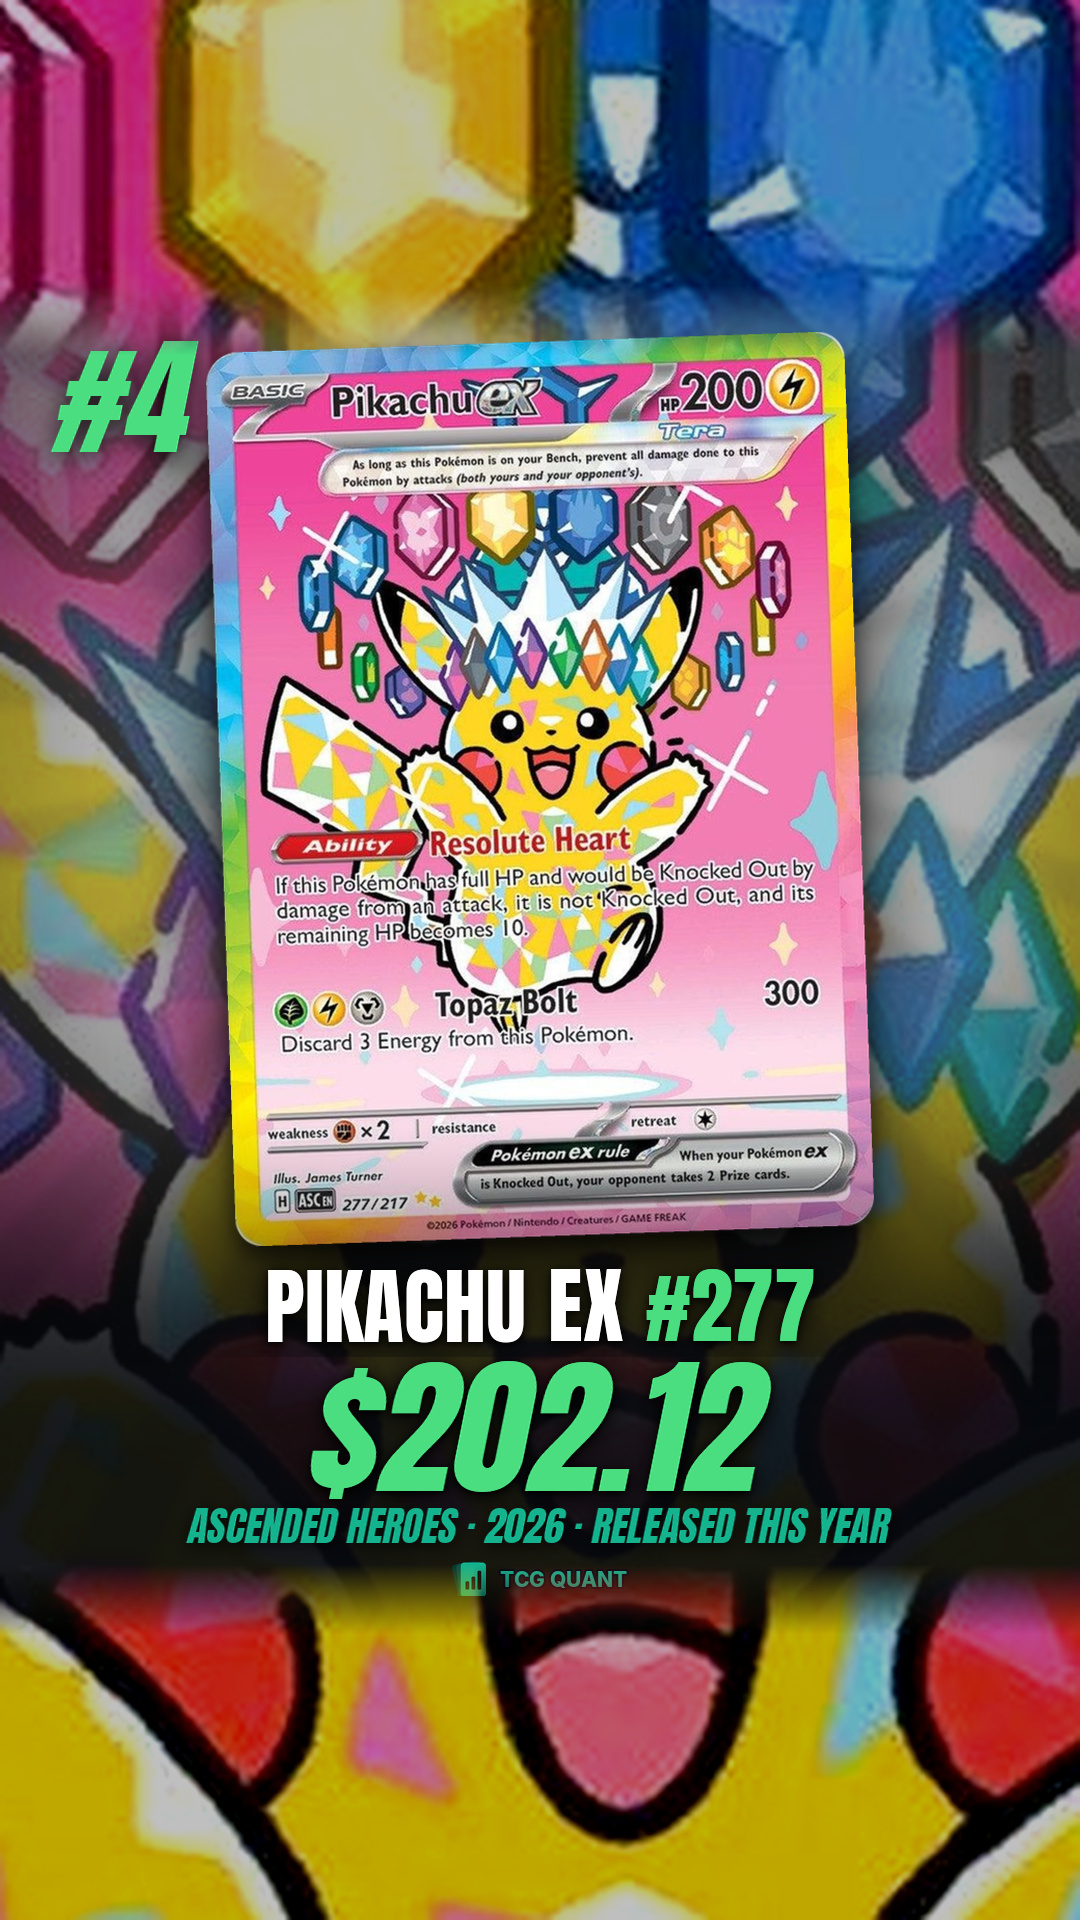 #4
BASIC
Pikachu ex
HP 200
Tera
As long as this Pokémon is on your Bench, prevent all damage done to this
Pokémon by attacks (both yours and your opponent's).
Ability Resolute Heart
If this Pokémon has full HP and would be Knocked Out by
damage from an attack, it is not Knocked Out, and its
remaining HP becomes 10.
Topaz Bolt 300
Discard 3 Energy from this Pokémon.
weakness ×2 resistance retreat
Pokémon ex rule When your Pokémon ex
is Knocked Out, your opponent takes 2 Prize cards.
Illus. James Turner
H ASC EN 277/217
©2026 Pokémon / Nintendo / Creatures / GAME FREAK
PIKACHU EX #277
$202.12
ASCENDED HEROES · 2026 · RELEASED THIS YEAR
TCG QUANT